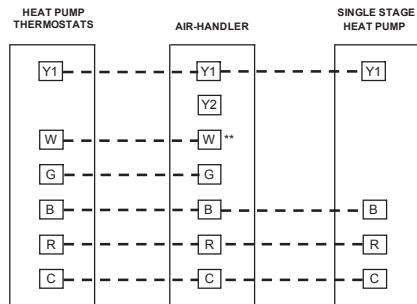 HEAT PUMP
THERMOSTATS
AIR-HANDLER
SINGLE STAGE
HEAT PUMP
Y1 Y1 Y1
Y2
W W **
G G
B B B
R R R
C C C